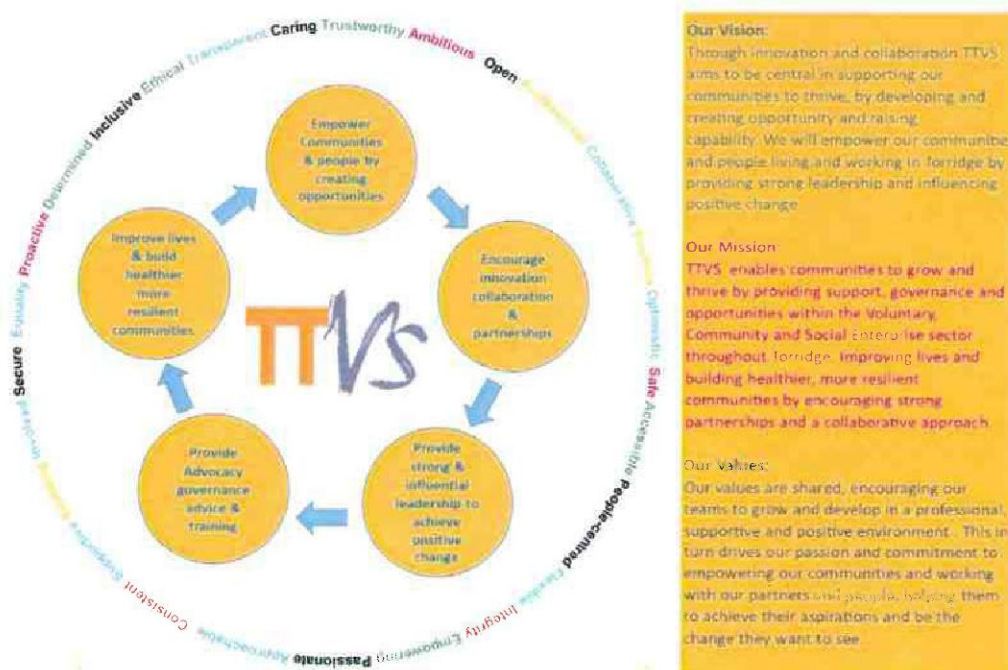 Secure Equality Proactive Determined Inclusive Ethical Transparent Caring Trustworthy Ambitious Open Collaborative Positive Optimistic Safe Accessible People-centred Flexible Integrity Empowering Passionate Approachable Consistent Supportive Involved
Empower
Communities
& people by
creating
opportunities
Encourage
innovation
collaboration
&
partnerships
Provide
strong &
influential
leadership to
achieve
positive
change
Provide
Advocacy
governance
advice &
training
Improve lives
& build
healthier
more
resilient
communities
TTVS
Our Vision:
Through innovation and collaboration TTVS
aims to be central in supporting our
communities to thrive, by developing and
creating opportunity and raising
capability. We will empower our communitie
and people living and working in Torridge by
providing strong leadership and influencing
positive change
Our Mission:
TTVS enables communities to grow and
thrive by providing support, governance and
opportunities within the Voluntary,
Community and Social Enterprise sector
throughout Torridge. Improving lives and
building healthier, more resilient
communities by encouraging strong
partnerships and a collaborative approach
Our Values:
Our values are shared, encouraging our
teams to grow and develop in a professional
supportive and positive environment. This in
turn drives our passion and commitment to
empowering our communities and working
with our partners and people, helping them
to achieve their aspirations and be the
change they want to see